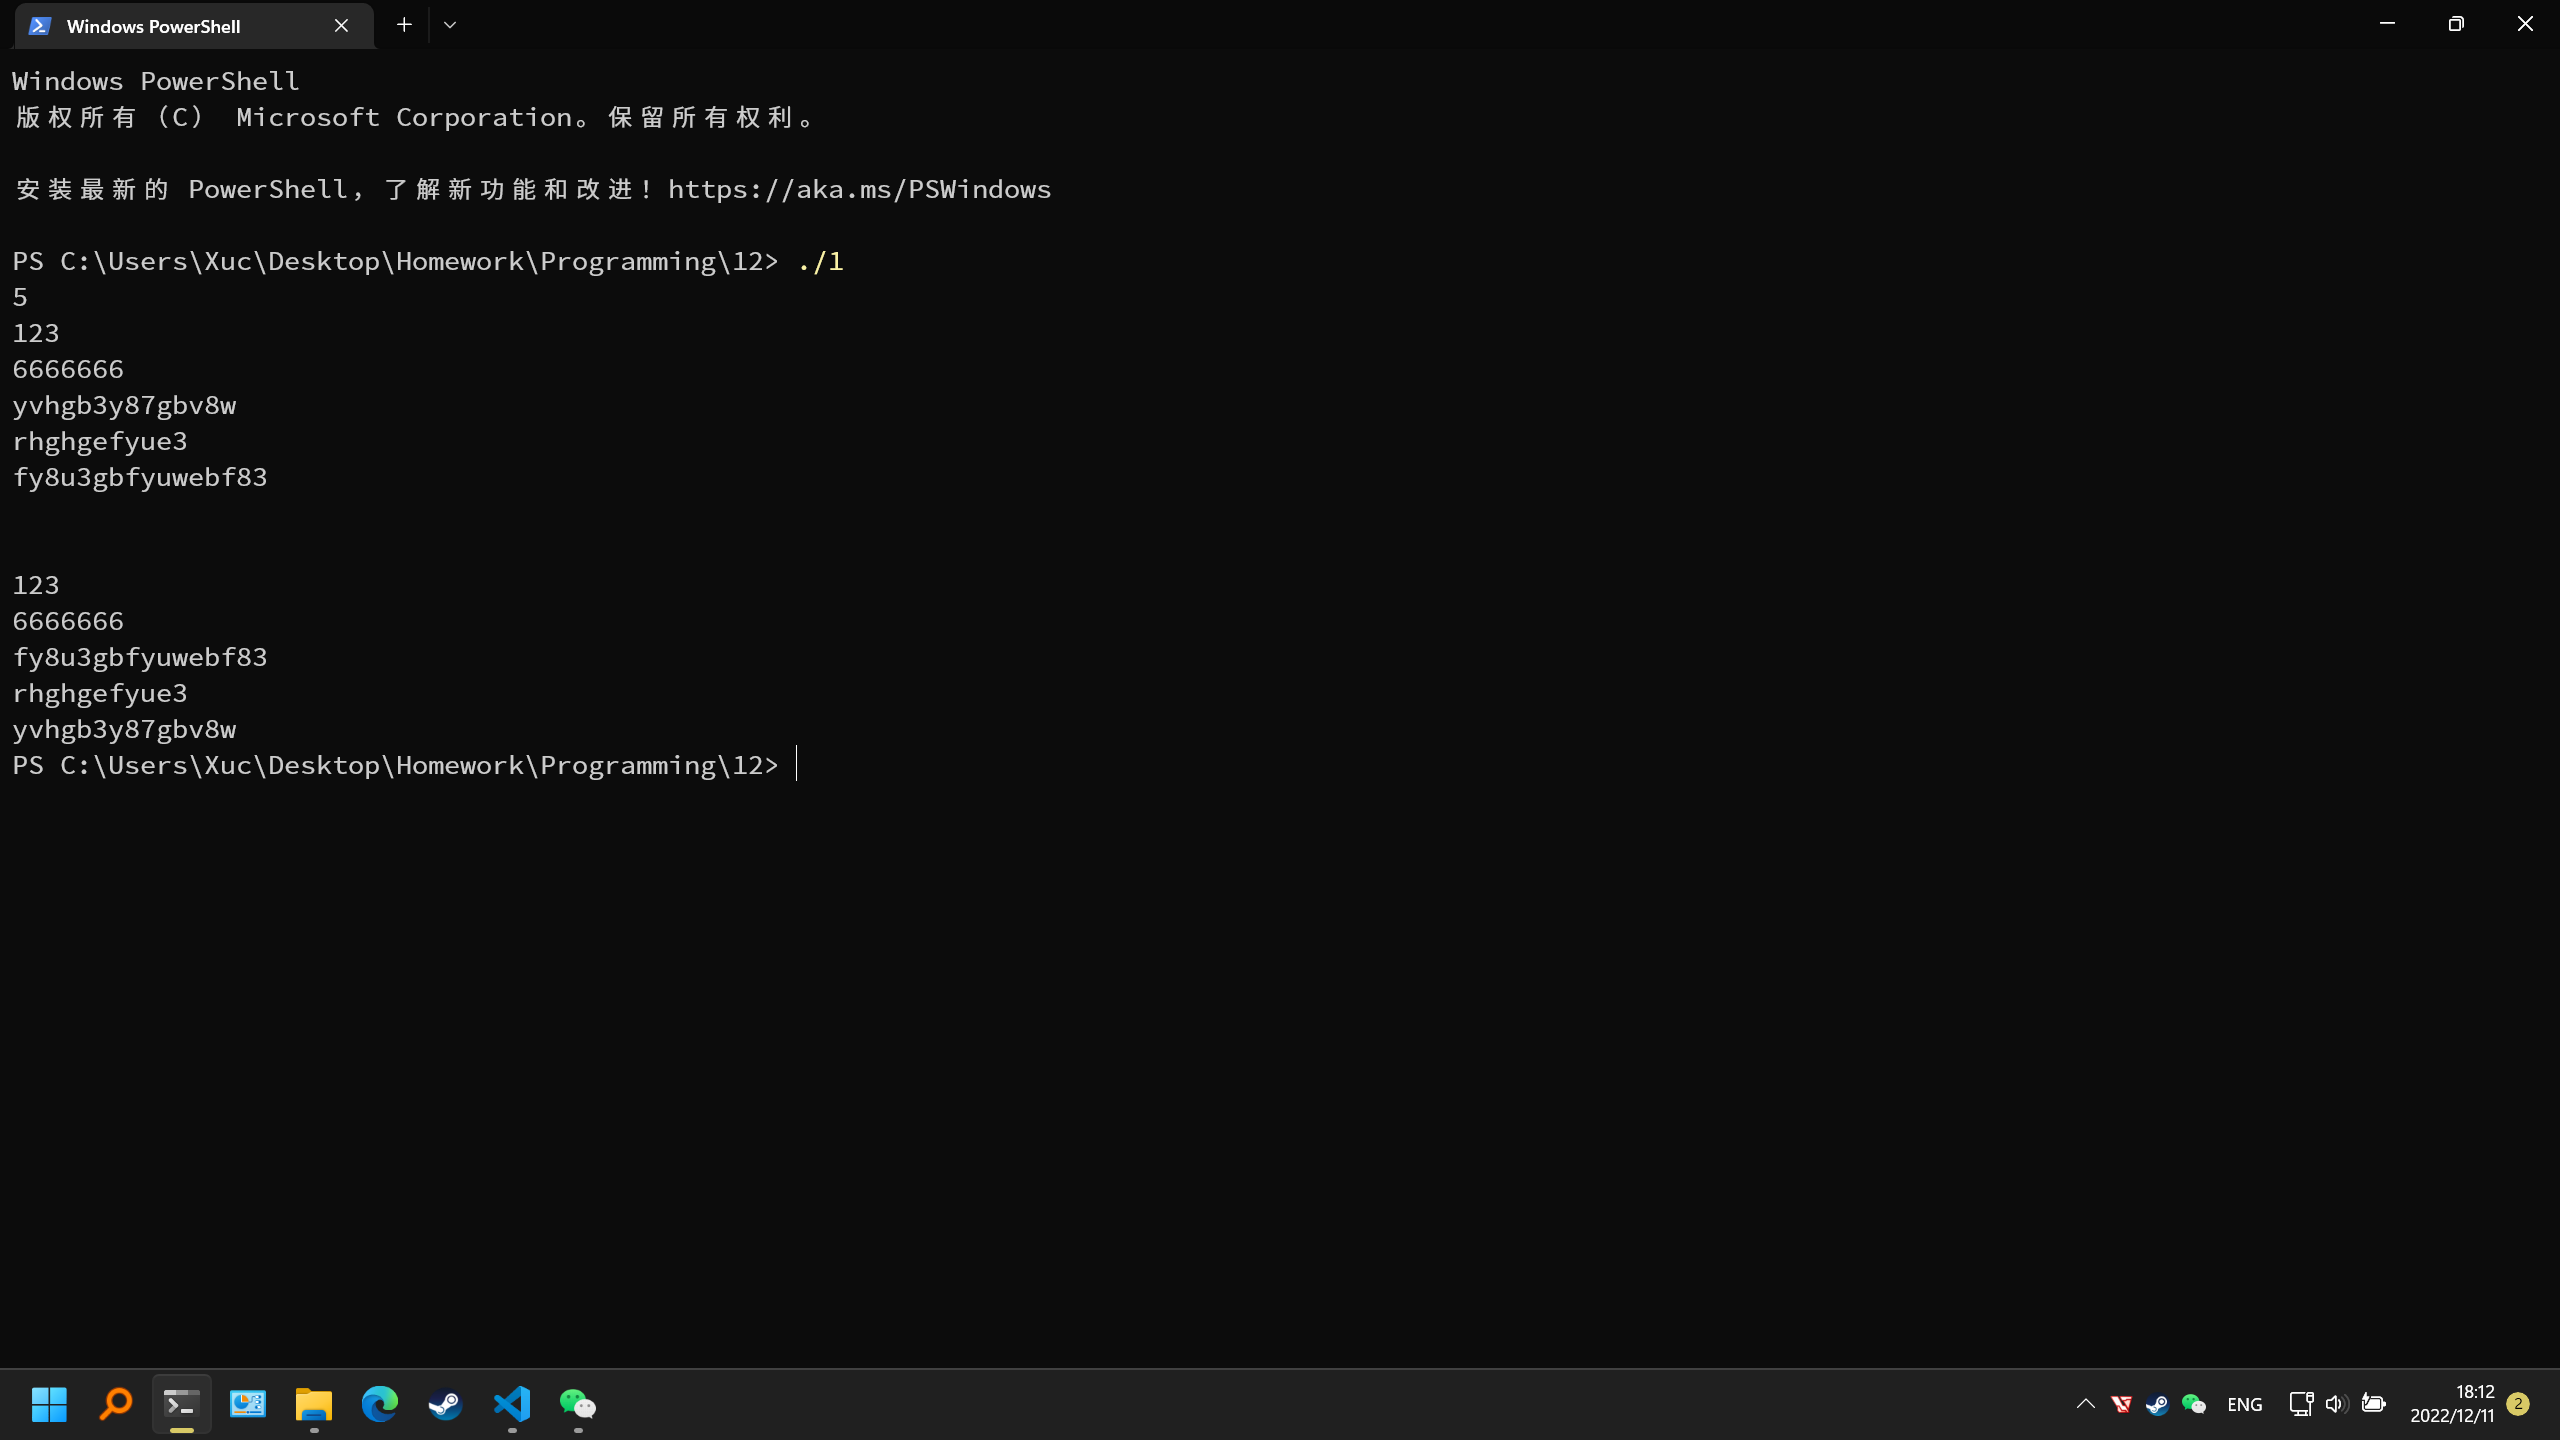 Windows PowerShell
Windows PowerShell
版权所有（C） Microsoft Corporation。保留所有权利。
安装最新的 PowerShell，了解新功能和改进！https://aka.ms/PSWindows
PS C:\Users\Xuc\Desktop\Homework\Programming\12> ./1
5
123
6666666
yvhgb3y87gbv8w
rhghgefyue3
fy8u3gbfyuwebf83
123
6666666
fy8u3gbfyuwebf83
rhghgefyue3
yvhgb3y87gbv8w
PS C:\Users\Xuc\Desktop\Homework\Programming\12>
ENG
18:12
2022/12/11
2